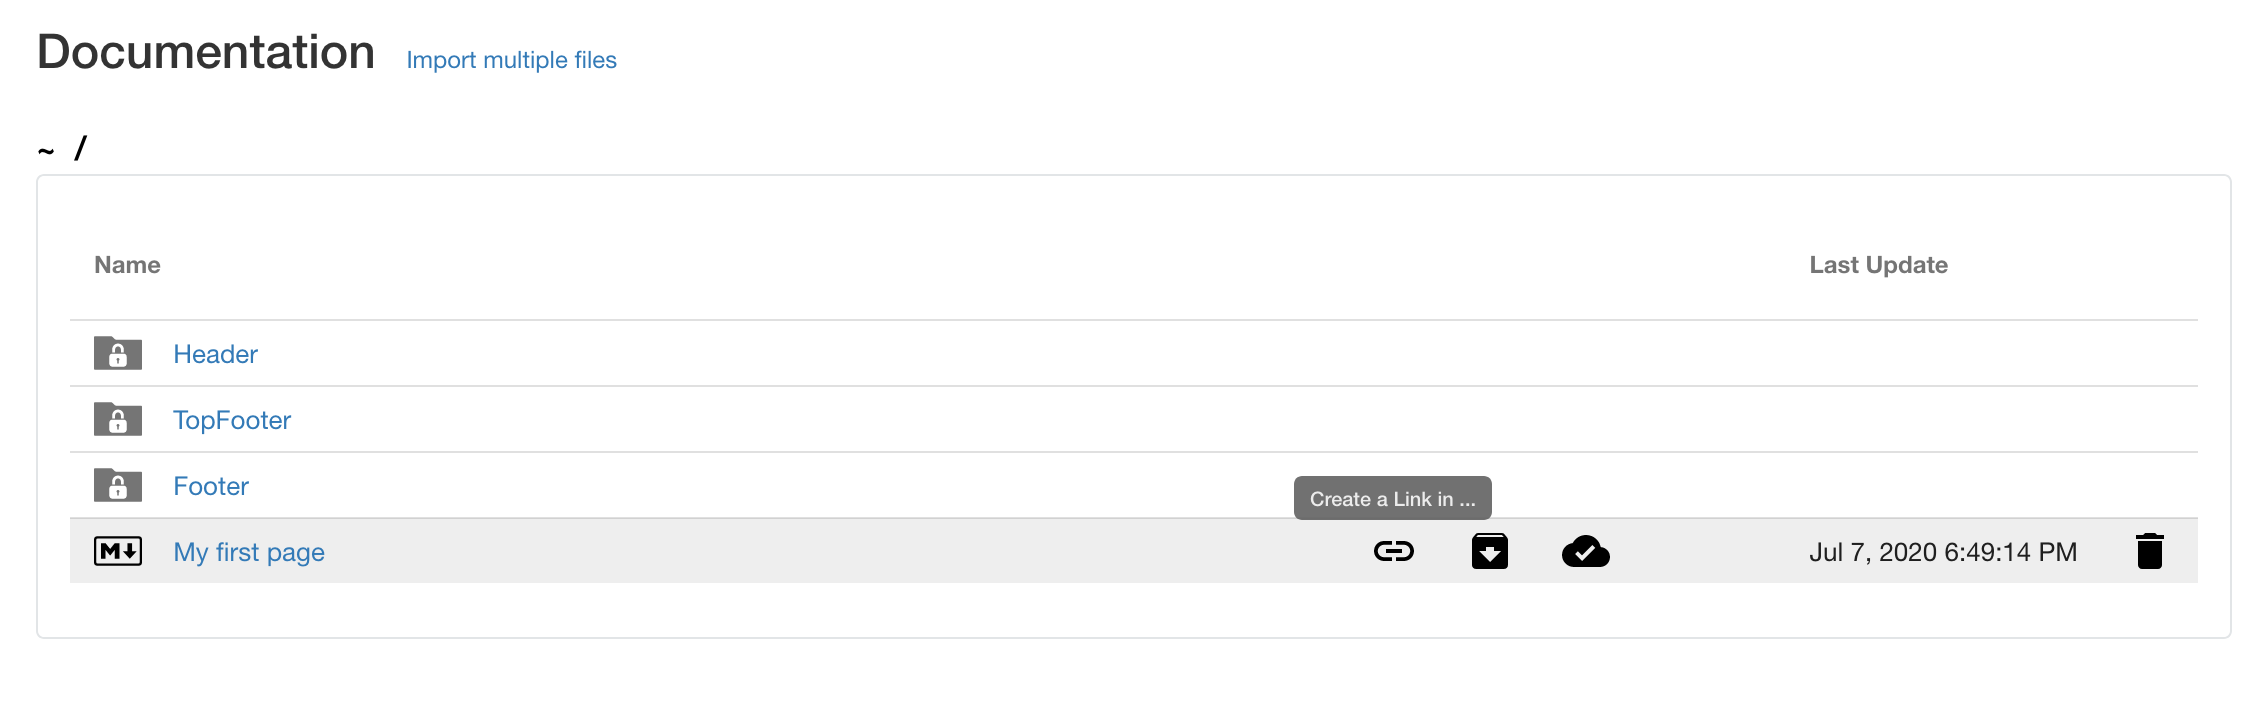 Documentation Import multiple files
~ /
Name Last Update
Header
TopFooter
Footer
Create a Link in ...
M My first page Jul 7, 2020 6:49:14 PM